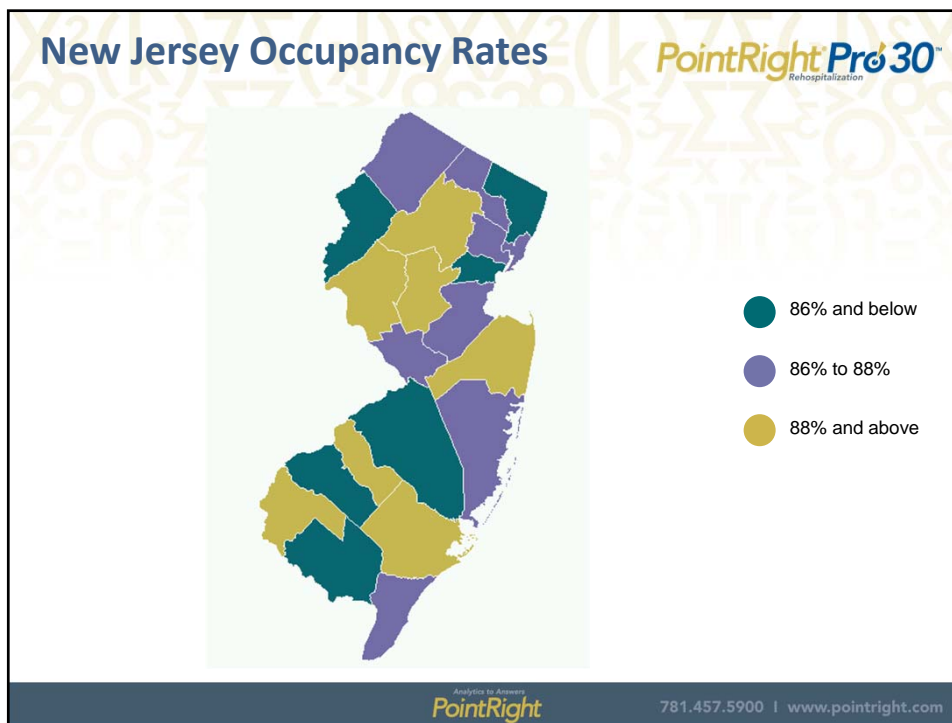 New Jersey Occupancy Rates
PointRight® Pro 30™
Rehospitalization
86% and below
86% to 88%
88% and above
Analytics to Answers
PointRight
781.457.5900 | www.pointright.com